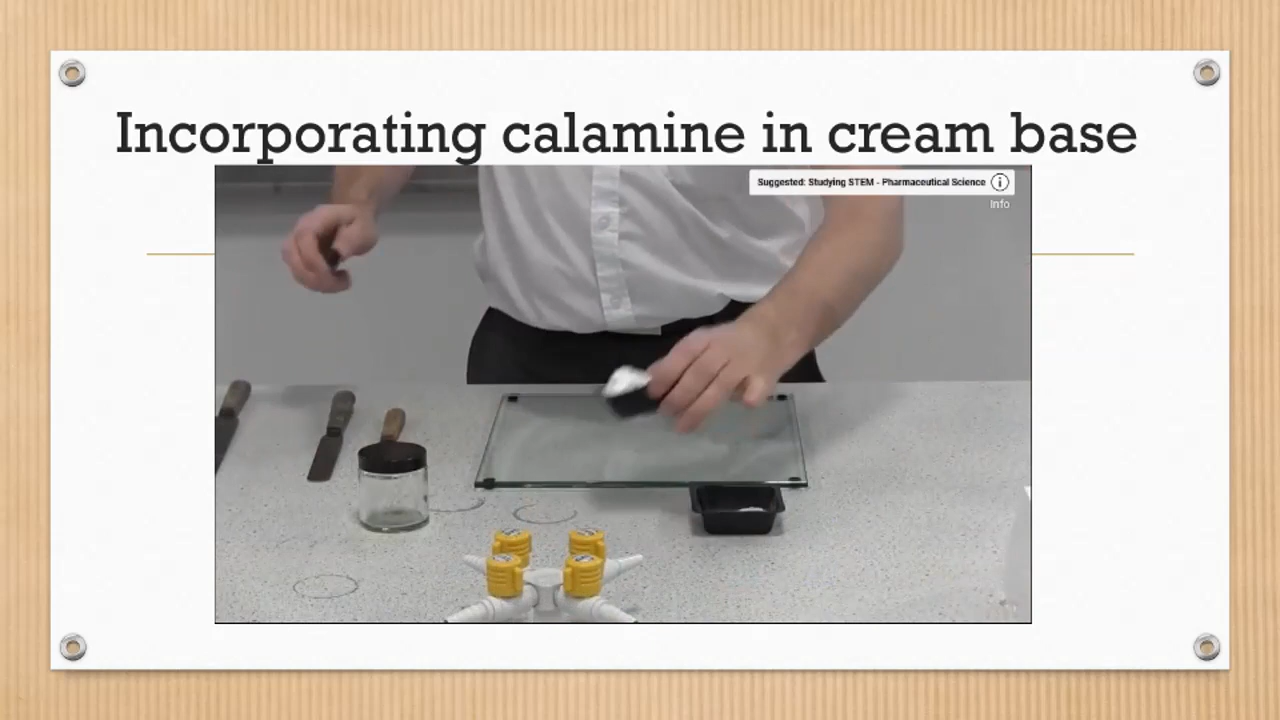 Incorporating calamine in cream base
Suggested: Studying STEM - Pharmaceutical Science
Info